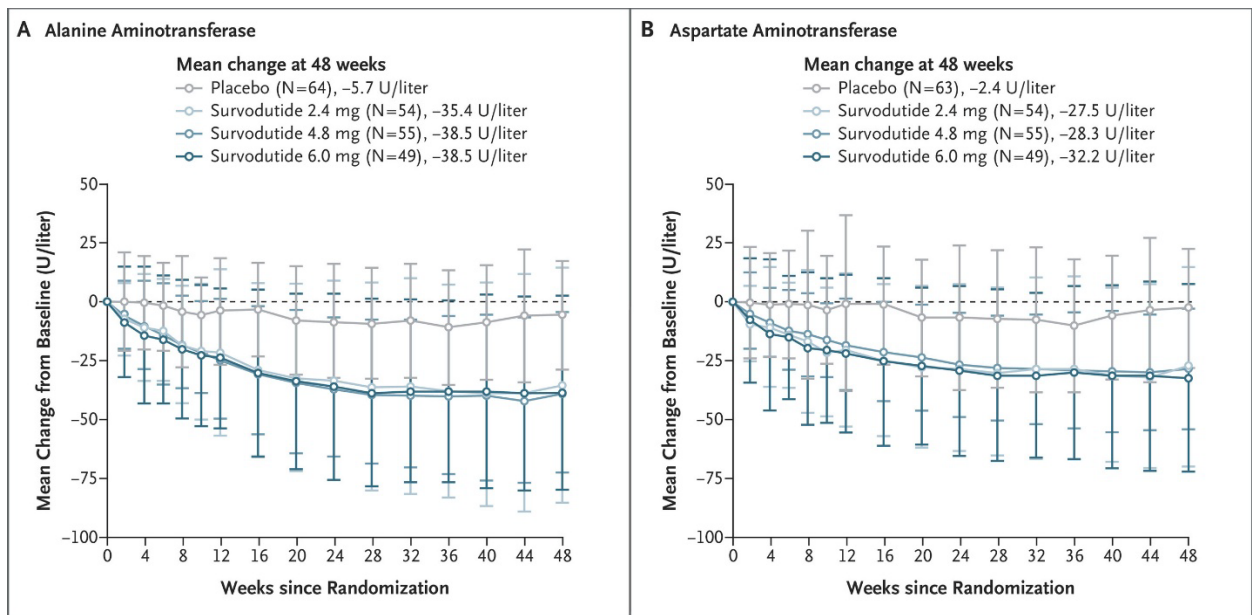 A Alanine Aminotransferase
Mean change at 48 weeks
Placebo (N=64), −5.7 U/liter
Survodutide 2.4 mg (N=54), −35.4 U/liter
Survodutide 4.8 mg (N=55), −38.5 U/liter
Survodutide 6.0 mg (N=49), −38.5 U/liter
Mean Change from Baseline (U/liter)
50
25
0
−25
−50
−75
−100
0 4 8 12 16 20 24 28 32 36 40 44 48
Weeks since Randomization
B Aspartate Aminotransferase
Mean change at 48 weeks
Placebo (N=63), −2.4 U/liter
Survodutide 2.4 mg (N=54), −27.5 U/liter
Survodutide 4.8 mg (N=55), −28.3 U/liter
Survodutide 6.0 mg (N=49), −32.2 U/liter
Mean Change from Baseline (U/liter)
50
25
0
−25
−50
−75
−100
0 4 8 12 16 20 24 28 32 36 40 44 48
Weeks since Randomization